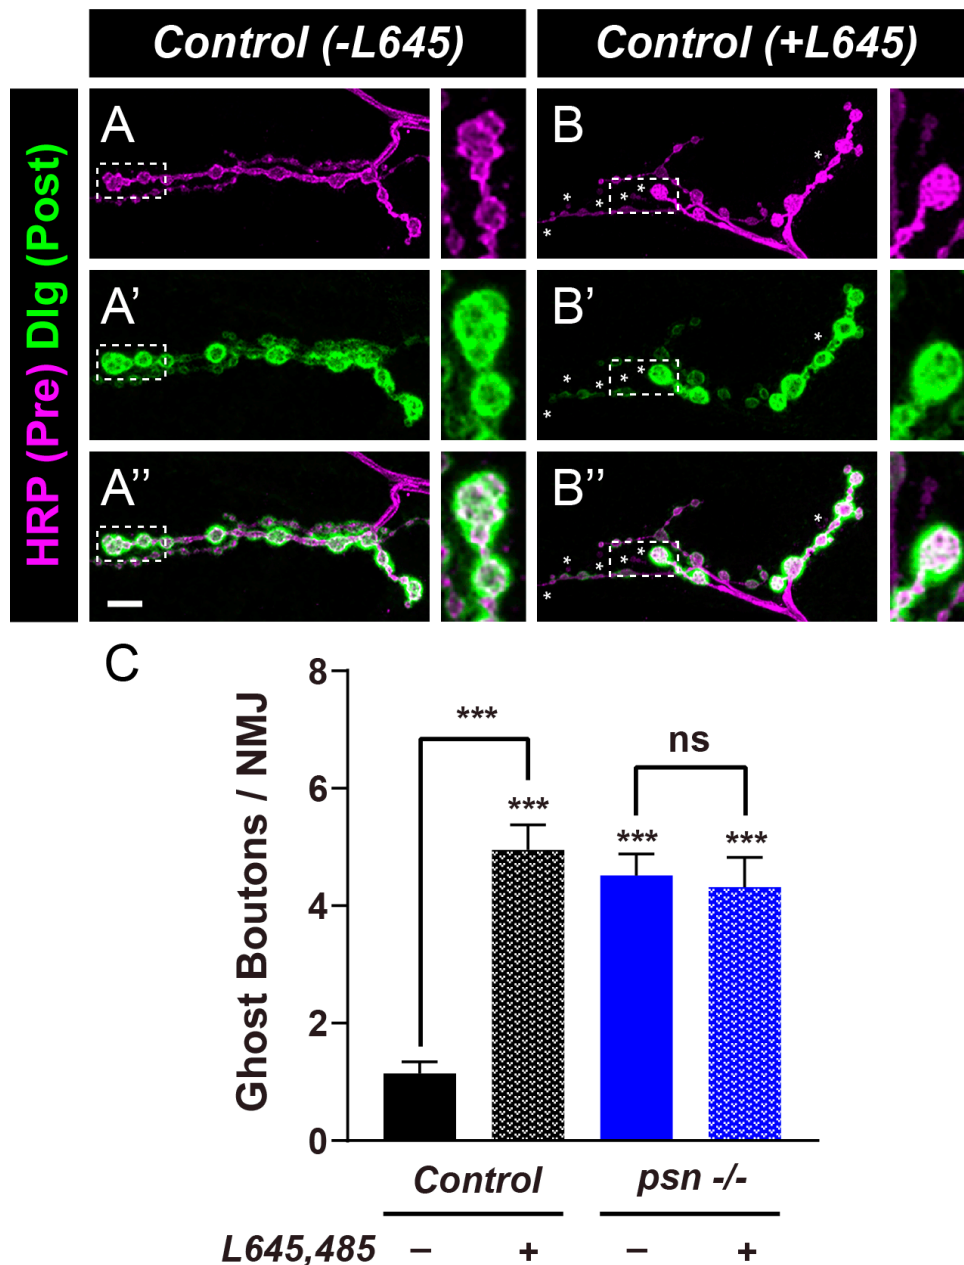 Control (-L645)
Control (+L645)
HRP (Pre) Dlg (Post)
A
B
A’
B’
A’’
B’’
* * * * * *
* * * * * *
* * * * * *
C
Ghost Boutons / NMJ
8
6
4
2
0
***
***
ns
***
***
Control
psn -/-
L645,485 – + – +